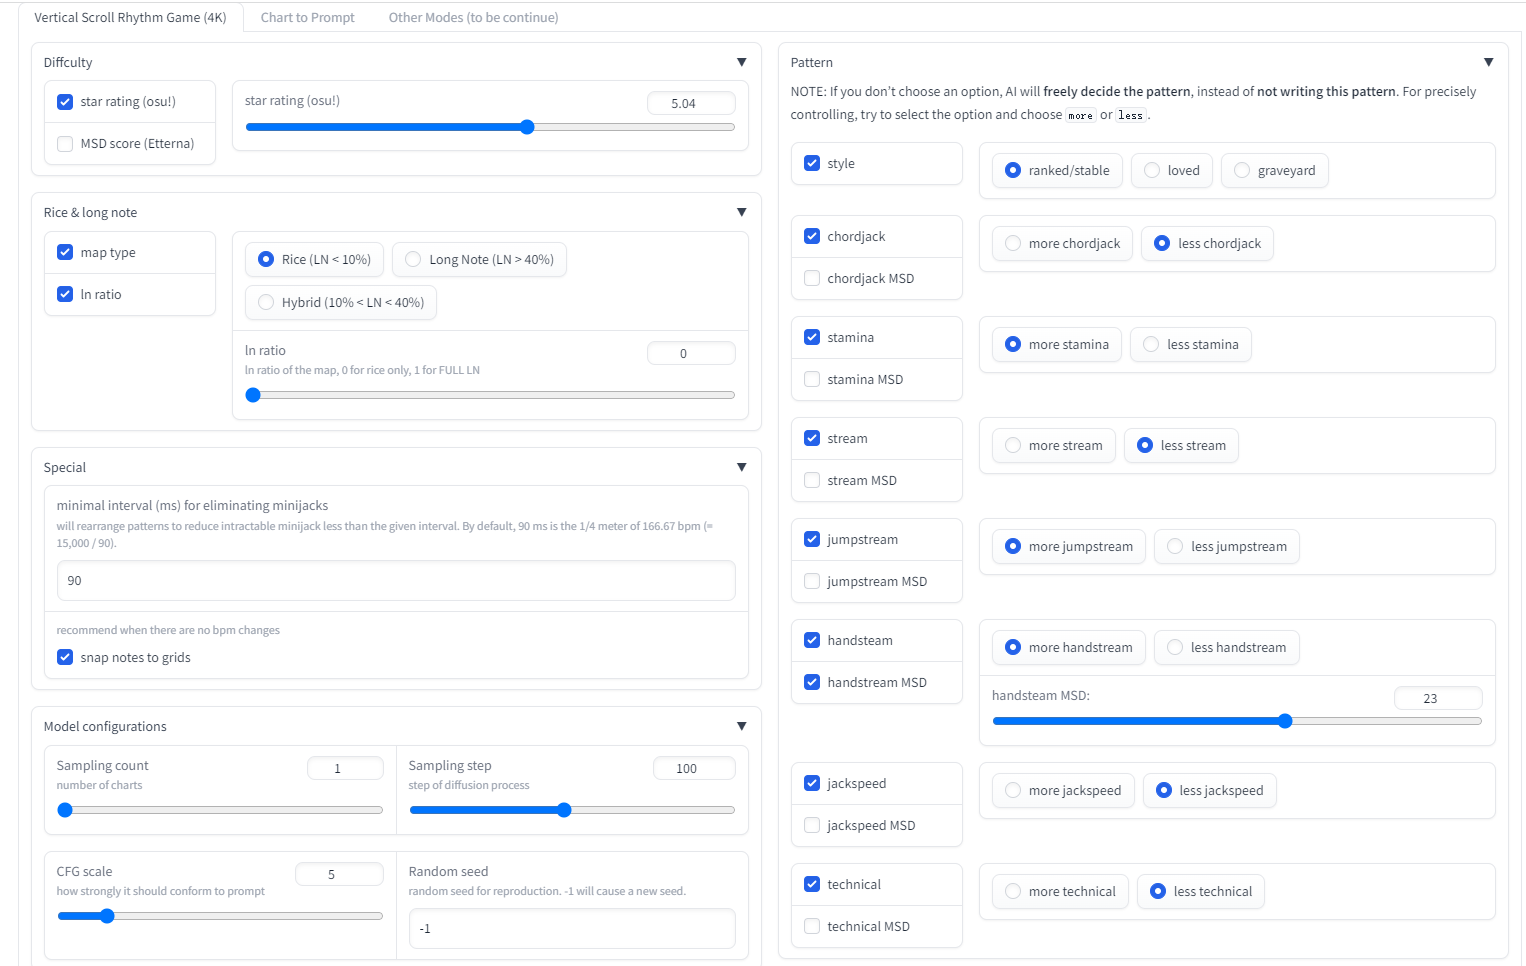 Vertical Scroll Rhythm Game (4K)
Chart to Prompt
Other Modes (to be continue)
Diffculty
▼
star rating (osu!)
MSD score (Etterna)
star rating (osu!)
5.04
Rice & long note
▼
map type
ln ratio
Rice (LN < 10%)
Long Note (LN > 40%)
Hybrid (10% < LN < 40%)
ln ratio
0
ln ratio of the map, 0 for rice only, 1 for FULL LN
Special
▼
minimal interval (ms) for eliminating minijacks
will rearrange patterns to reduce intractable minijack less than the given interval. By default, 90 ms is the 1/4 meter of 166.67 bpm (=
15,000 / 90).
90
recommend when there are no bpm changes
snap notes to grids
Model configurations
▼
Sampling count
1
number of charts
Sampling step
100
step of diffusion process
CFG scale
5
how strongly it should conform to prompt
Random seed
random seed for reproduction. -1 will cause a new seed.
-1
Pattern
▼
NOTE: If you don't choose an option, AI will freely decide the pattern, instead of not writing this pattern. For precisely
controlling, try to select the option and choose more or less.
style
ranked/stable
loved
graveyard
chordjack
chordjack MSD
more chordjack
less chordjack
stamina
stamina MSD
more stamina
less stamina
stream
stream MSD
more stream
less stream
jumpstream
jumpstream MSD
more jumpstream
less jumpstream
handsteam
handstream MSD
more handstream
less handstream
handsteam MSD:
23
jackspeed
jackspeed MSD
more jackspeed
less jackspeed
technical
technical MSD
more technical
less technical